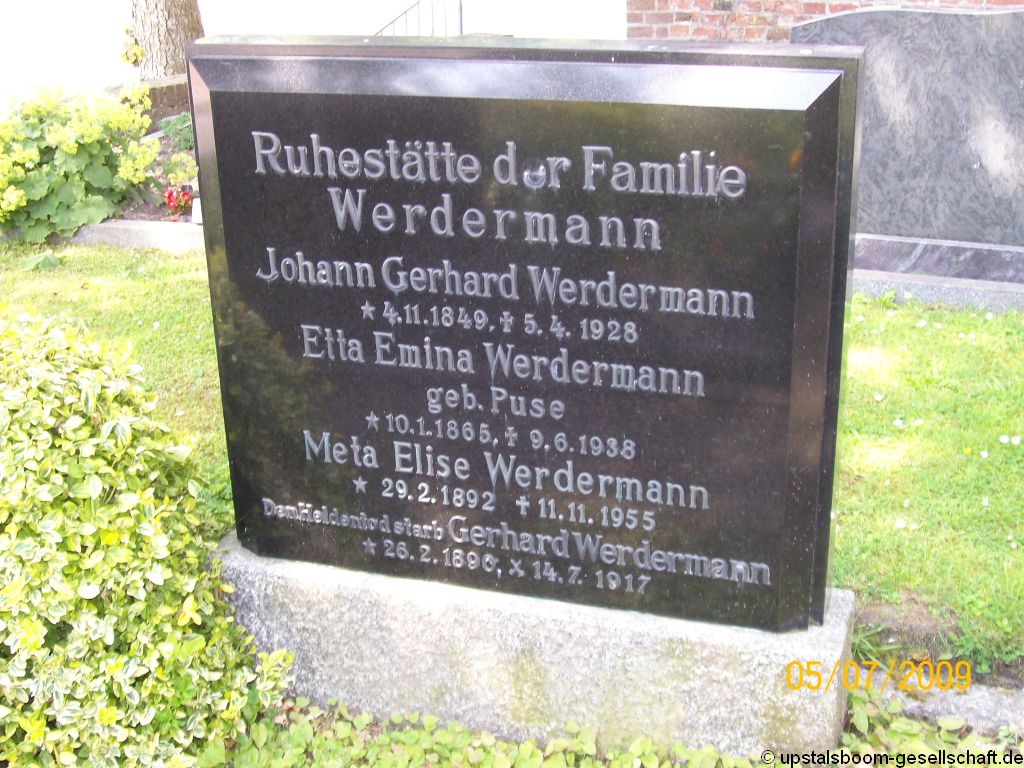 Ruhestätte der Familie
Werdermann
Johann Gerhard Werdermann
* 4.11.1849, † 5.4.1928
Etta Emina Werdermann
geb. Puse
* 10.1.1865, † 9.6.1938
Meta Elise Werdermann
* 29.2.1892 † 11.11.1955
Den Heldentod starb Gerhard Werdermann
* 26.2.1890, x 14.7.1917
05/07/2009
© upstalsboom-gesellschaft.de